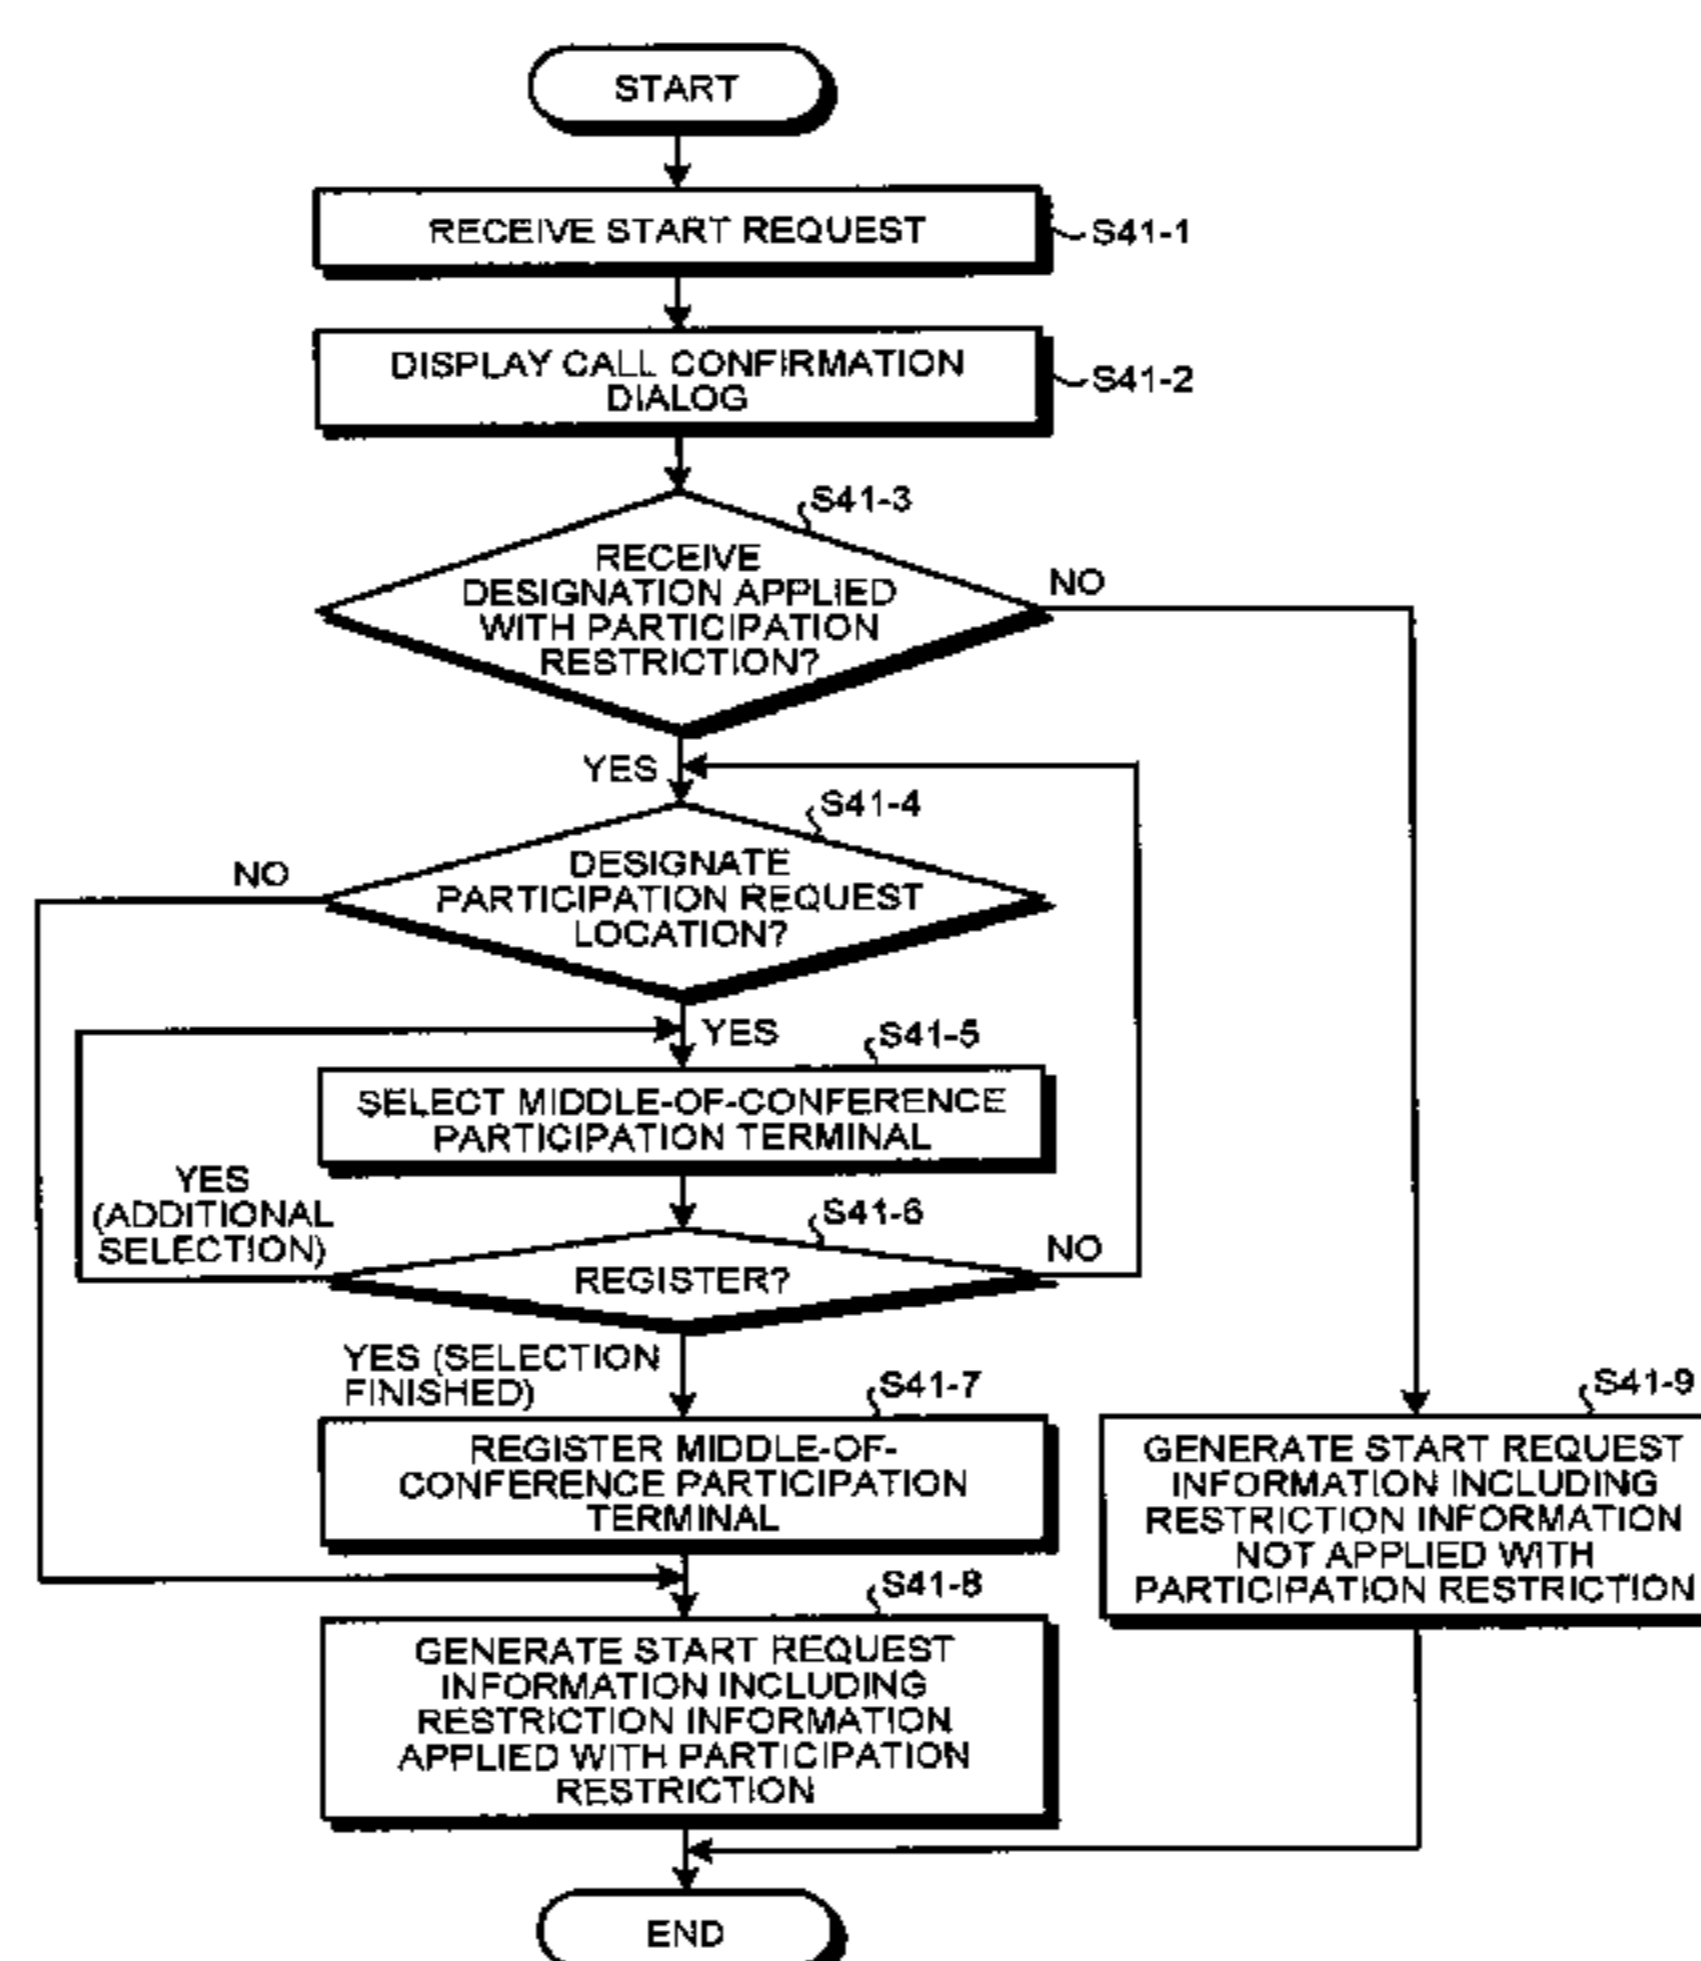 START
RECEIVE START REQUEST
S41-1
DISPLAY CALL CONFIRMATION
DIALOG
S41-2
S41-3
RECEIVE
DESIGNATION APPLIED
WITH PARTICIPATION
RESTRICTION?
NO
YES
S41-4
DESIGNATE
PARTICIPATION REQUEST
LOCATION?
NO
YES
S41-5
SELECT MIDDLE-OF-CONFERENCE
PARTICIPATION TERMINAL
YES
(ADDITIONAL
SELECTION)
S41-6
REGISTER?
NO
YES (SELECTION
FINISHED)
S41-7
REGISTER MIDDLE-OF-
CONFERENCE PARTICIPATION
TERMINAL
S41-9
GENERATE START REQUEST
INFORMATION INCLUDING
RESTRICTION INFORMATION
NOT APPLIED WITH
PARTICIPATION RESTRICTION
S41-8
GENERATE START REQUEST
INFORMATION INCLUDING
RESTRICTION INFORMATION
APPLIED WITH PARTICIPATION
RESTRICTION
END